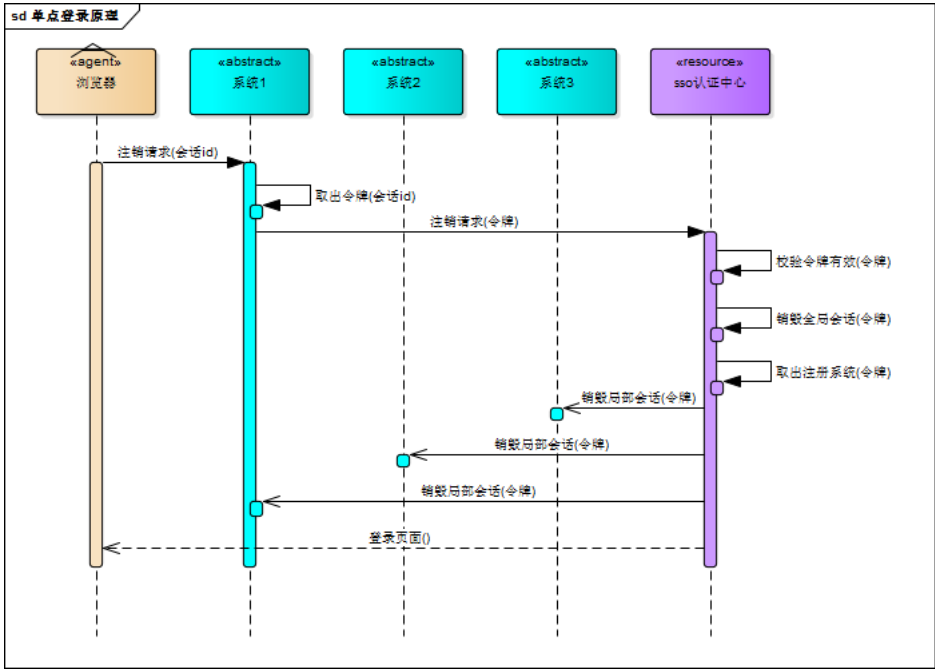 sd 单点登录原理
«agent»
浏览器
«abstract»
系统1
«abstract»
系统2
«abstract»
系统3
«resource»
sso认证中心
注销请求(会话id)
取出令牌(会话id)
注销请求(令牌)
校验令牌有效(令牌)
销毁全局会话(令牌)
取出注册系统(令牌)
销毁局部会话(令牌)
销毁局部会话(令牌)
销毁局部会话(令牌)
登录页面()